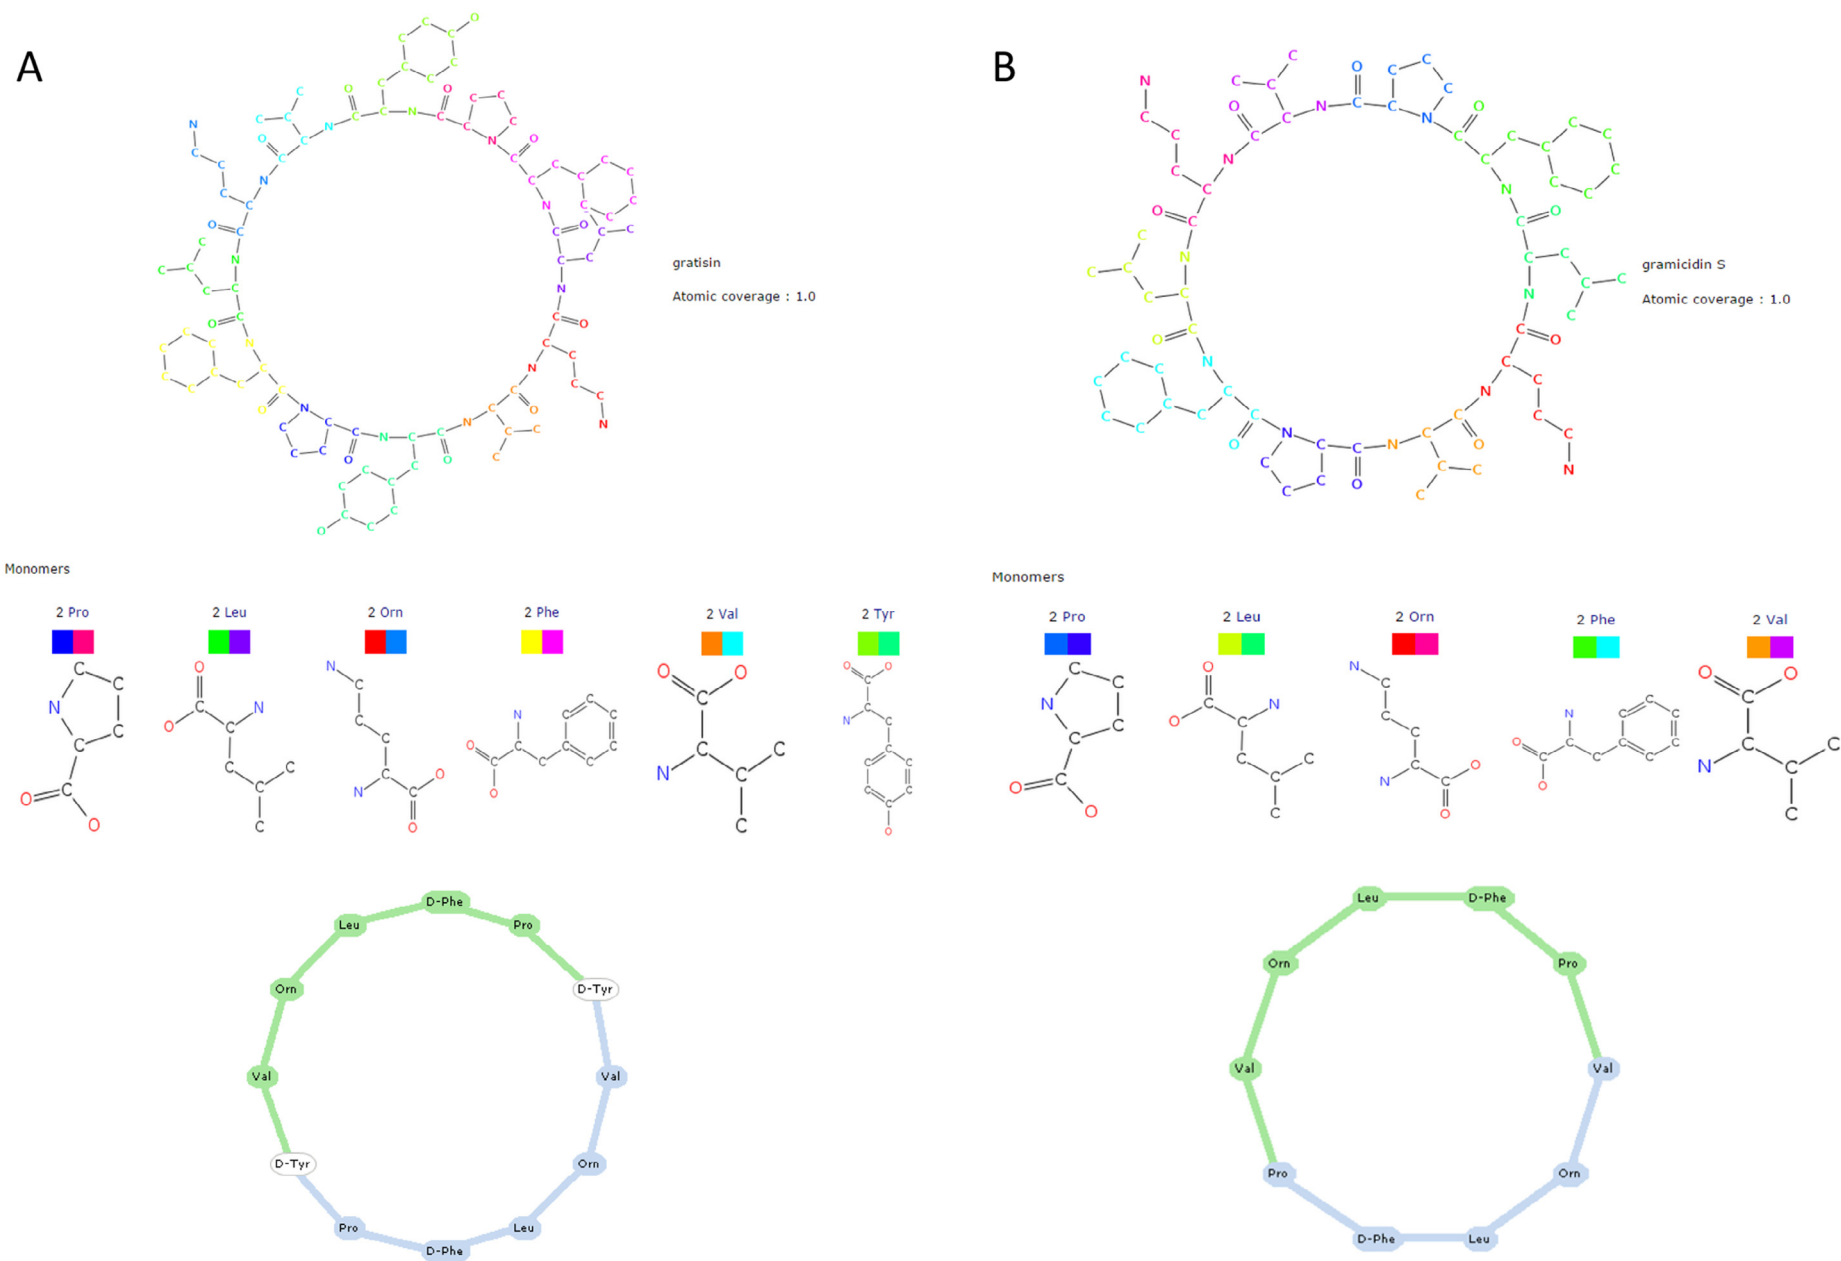 A
B
gratisin
Atomic coverage : 1.0
gramicidin S
Atomic coverage : 1.0
Monomers
2 Pro
2 Leu
2 Orn
2 Phe
2 Val
2 Tyr
Monomers
2 Pro
2 Leu
2 Orn
2 Phe
2 Val
D-Phe
Leu
Pro
Orn
D-Tyr
Val
Val
D-Tyr
Orn
Pro
Leu
D-Phe
Leu
D-Phe
Orn
Pro
Val
Val
Pro
Orn
D-Phe
Leu